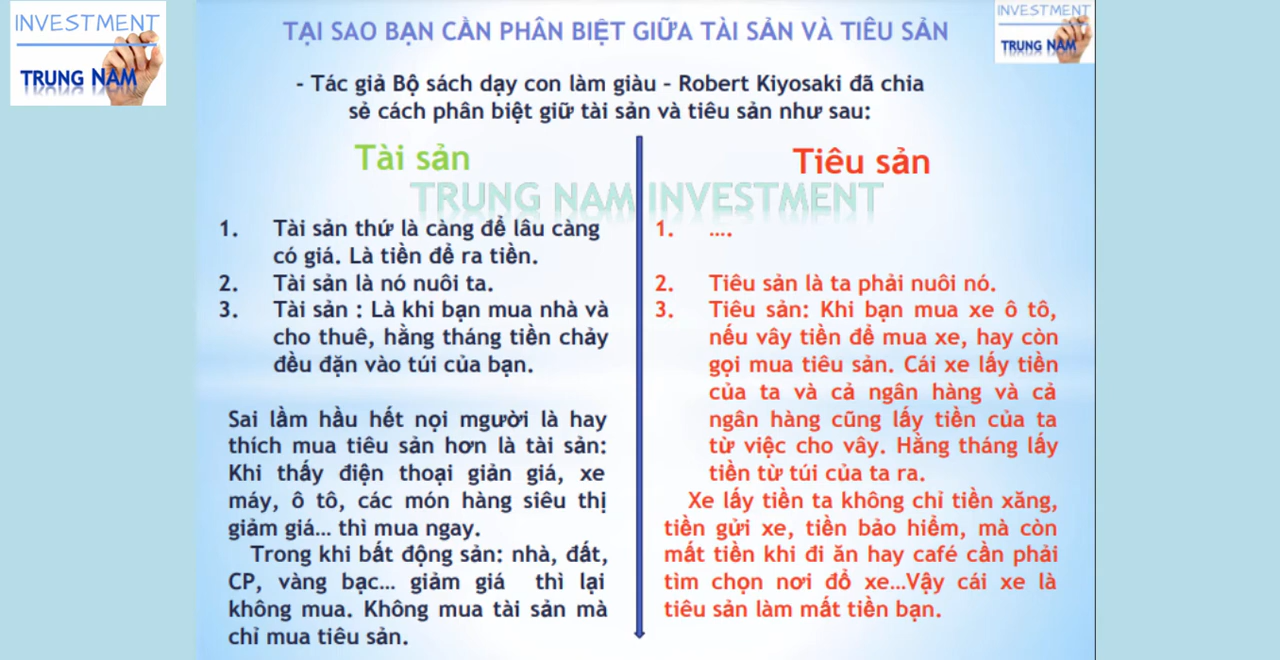 INVESTMENT
TRUNG NAM
INVESTMENT
TRUNG NAM
TẠI SAO BẠN CẦN PHÂN BIỆT GIỮA TÀI SẢN VÀ TIÊU SẢN
- Tác giả Bộ sách dạy con làm giàu – Robert Kiyosaki đã chia
sẻ cách phân biệt giữ tài sản và tiêu sản như sau:
Tài sản
TRUNG NAM INVESTMENT
1. Tài sản thứ là càng để lâu càng
có giá. Là tiền đề ra tiền.
2. Tài sản là nó nuôi ta.
3. Tài sản : Là khi bạn mua nhà và
cho thuê, hằng tháng tiền chảy
đều đặn vào túi của bạn.
Sai lầm hầu hết nọi mgười là hay
thích mua tiêu sản hơn là tài sản:
Khi thấy điện thoại giản giá, xe
máy, ô tô, các món hàng siêu thị
giảm giá... thì mua ngay.
Trong khi bất động sản: nhà, đất,
CP, vàng bạc... giảm giá thì lại
không mua. Không mua tài sản mà
chỉ mua tiêu sản.
Tiêu sản
1. ….
2. Tiêu sản là ta phải nuôi nó.
3. Tiêu sản: Khi bạn mua xe ô tô,
nếu vây tiền để mua xe, hay còn
gọi mua tiêu sản. Cái xe lấy tiền
của ta và cả ngân hàng và cả
ngân hàng cũng lấy tiền của ta
từ việc cho vây. Hằng tháng lấy
tiền từ túi của ta ra.
Xe lấy tiền ta không chỉ tiền xăng,
tiền gửi xe, tiền bảo hiểm, mà còn
mất tiền khi đi ăn hay café cần phải
tìm chọn nơi đổ xe...Vậy cái xe là
tiêu sản làm mất tiền bạn.